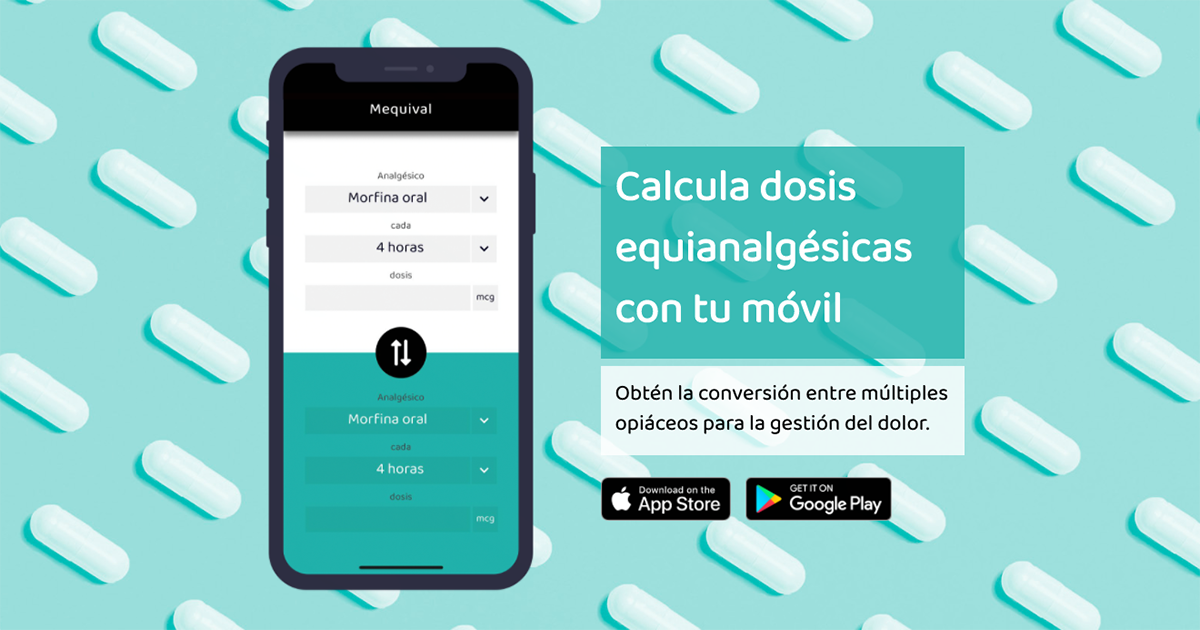 Mequival
Analgésico
Morfina oral
cada
4 horas
dosis
mcg
Analgésico
Morfina oral
cada
4 horas
dosis
mcg
Calcula dosis
equianalgésicas
con tu móvil
Obtén la conversión entre múltiples
opiáceos para la gestión del dolor.
Download on the
App Store
GET IT ON
Google Play